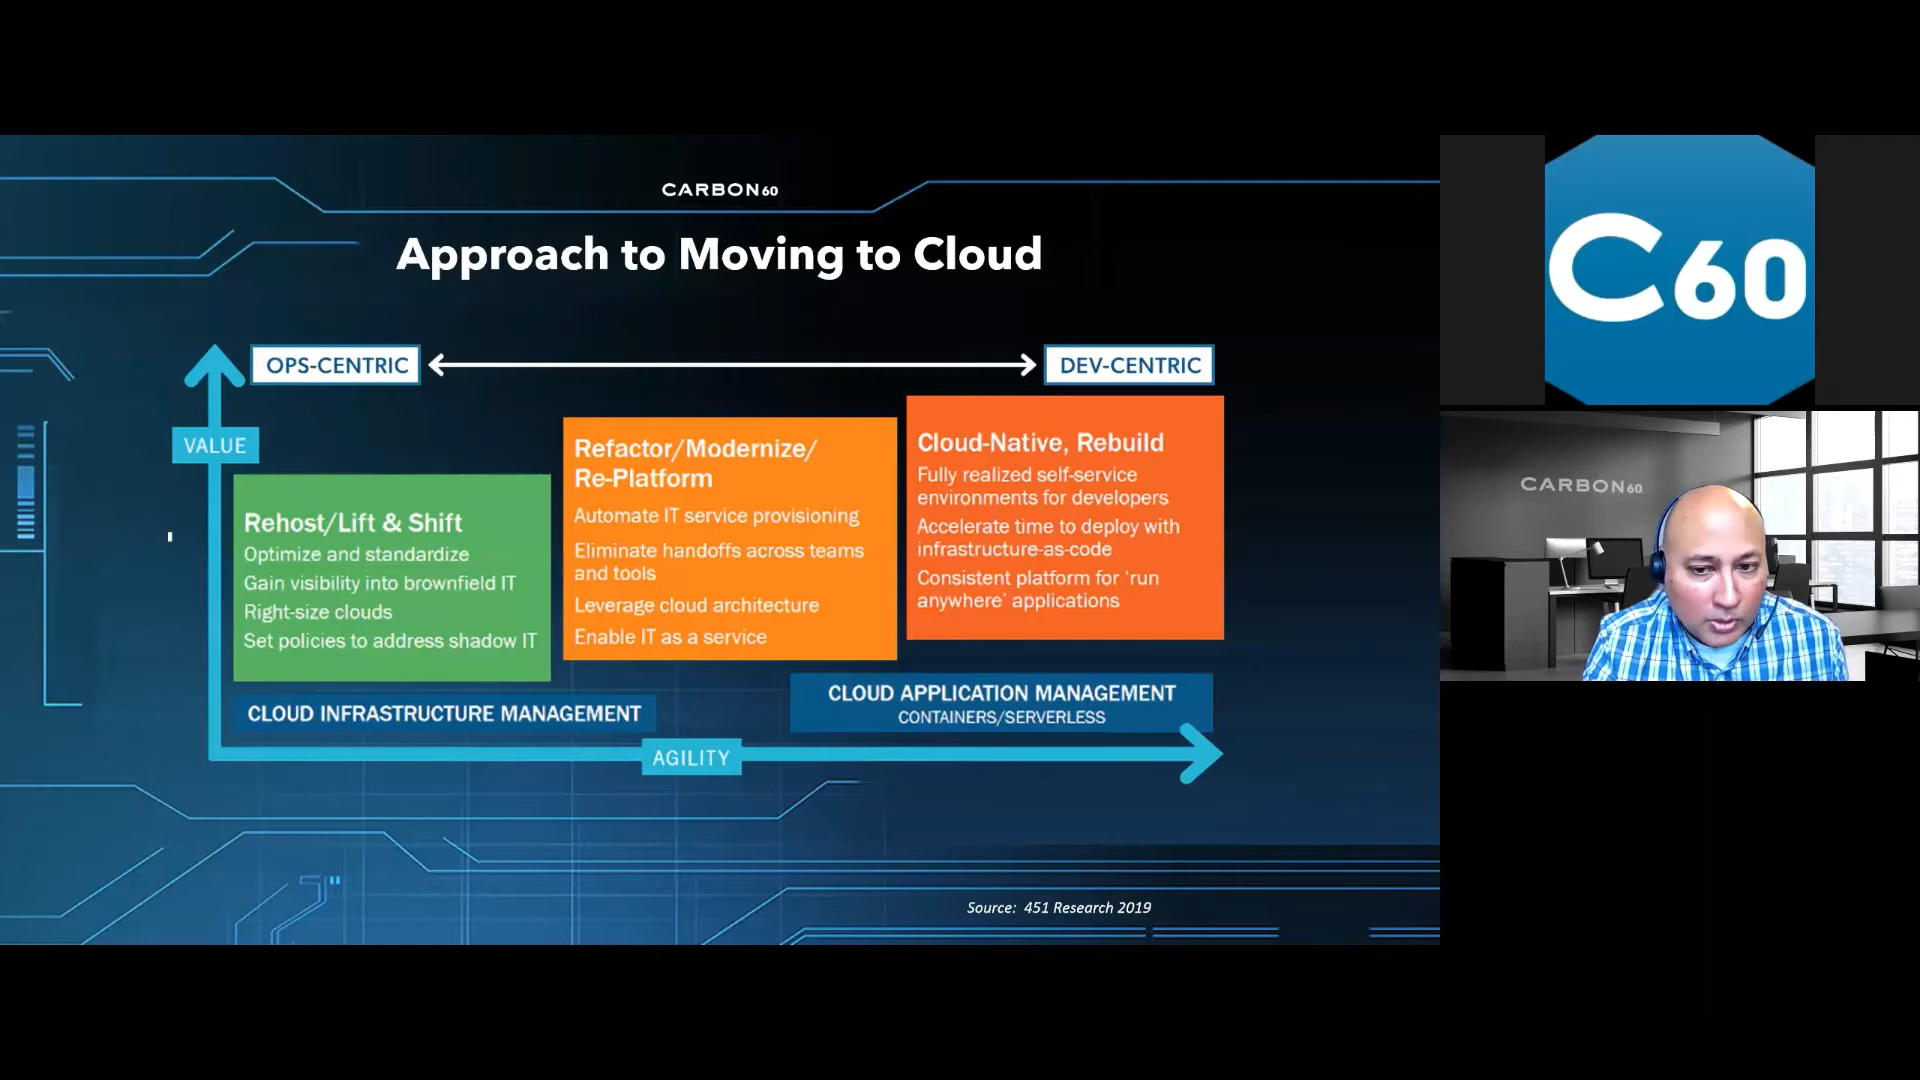 CARBON60
Approach to Moving to Cloud
OPS-CENTRIC
DEV-CENTRIC
VALUE
Rehost/Lift & Shift
Optimize and standardize
Gain visibility into brownfield IT
Right-size clouds
Set policies to address shadow IT
Refactor/Modernize/
Re-Platform
Automate IT service provisioning
Eliminate handoffs across teams
and tools
Leverage cloud architecture
Enable IT as a service
Cloud-Native, Rebuild
Fully realized self-service
environments for developers
Accelerate time to deploy with
infrastructure-as-code
Consistent platform for ‘run
anywhere’ applications
CLOUD INFRASTRUCTURE MANAGEMENT
CLOUD APPLICATION MANAGEMENT
CONTAINERS/SERVERLESS
AGILITY
Source: 451 Research 2019
C60
CARBON60